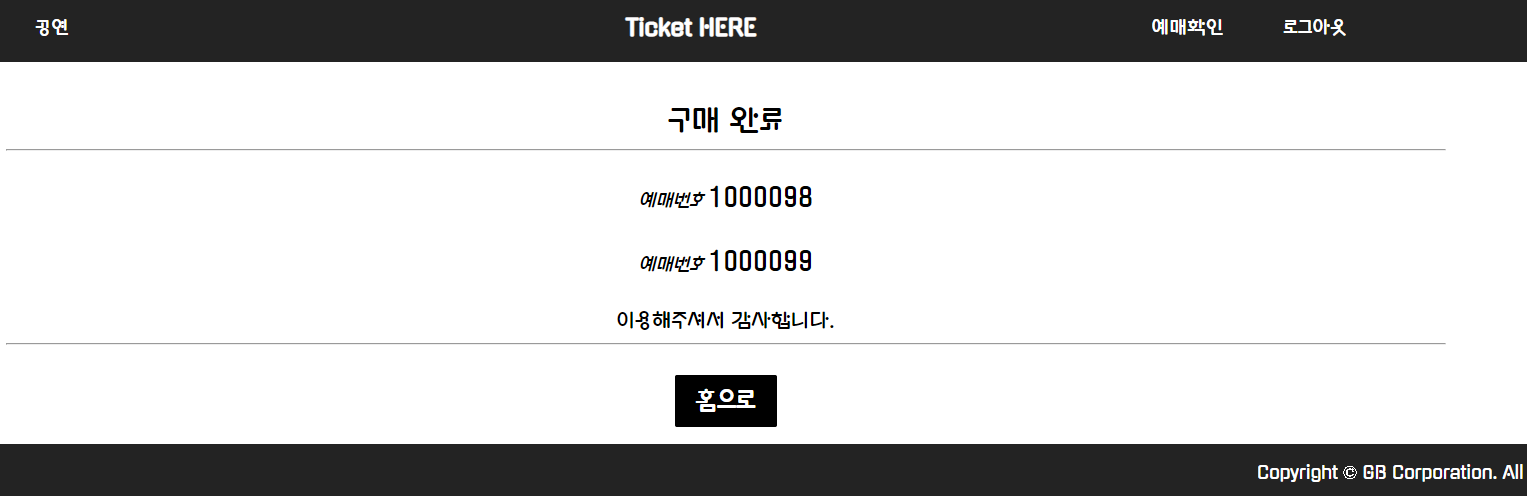 공연 Ticket HERE 예매확인 로그아웃
구매 완료
예매번호 1000098
예매번호 1000099
이용해주셔서 감사합니다.
홈으로
Copyright © GB Corporation. All